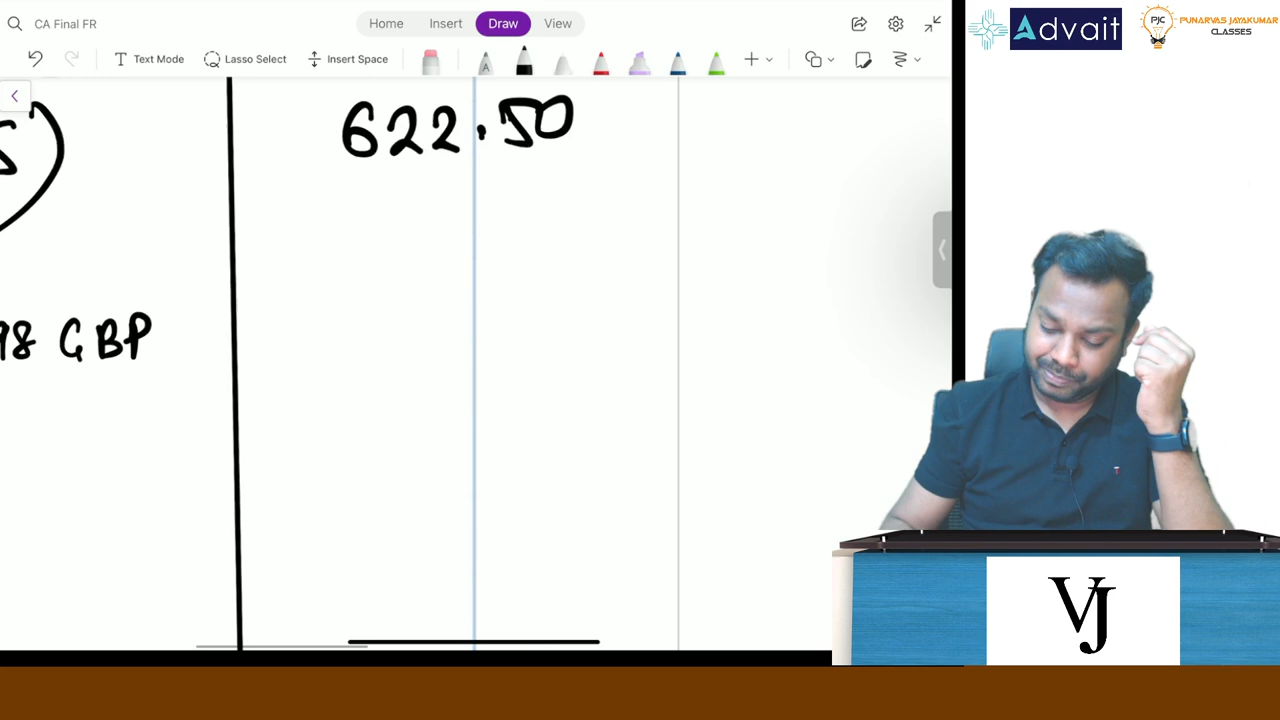 CA Final FR
Home Insert Draw View
Text Mode
Lasso Select
Insert Space
A
Advait
PJC
PUNARVAS JAYAKUMAR
CLASSES
622.50
98 GBP
VJ